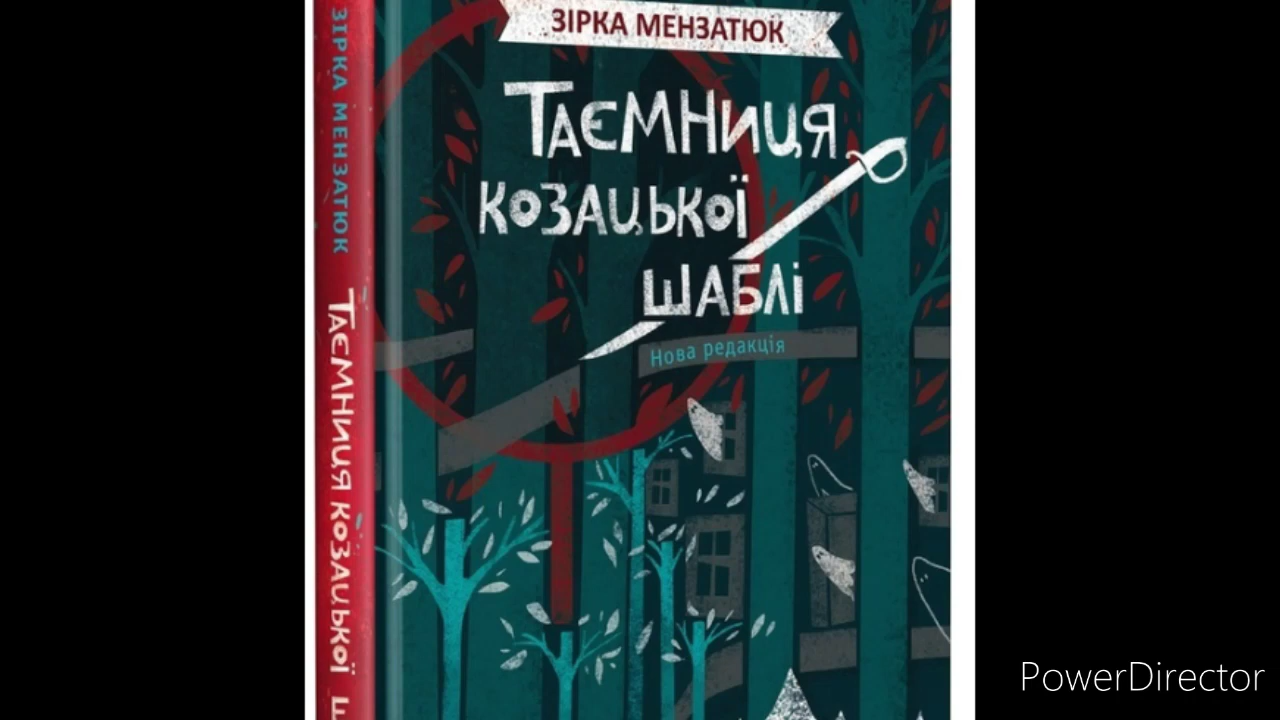 ЗІРКА МЕНЗАТЮК
ТАЄМНИЦЯ
КОЗАЦЬКОЇ
ШАБЛІ
Нова редакція
ЗІРКА МЕНЗАТЮК
ТАЄМНИЦЯ КОЗАЦЬКОЇ
PowerDirector